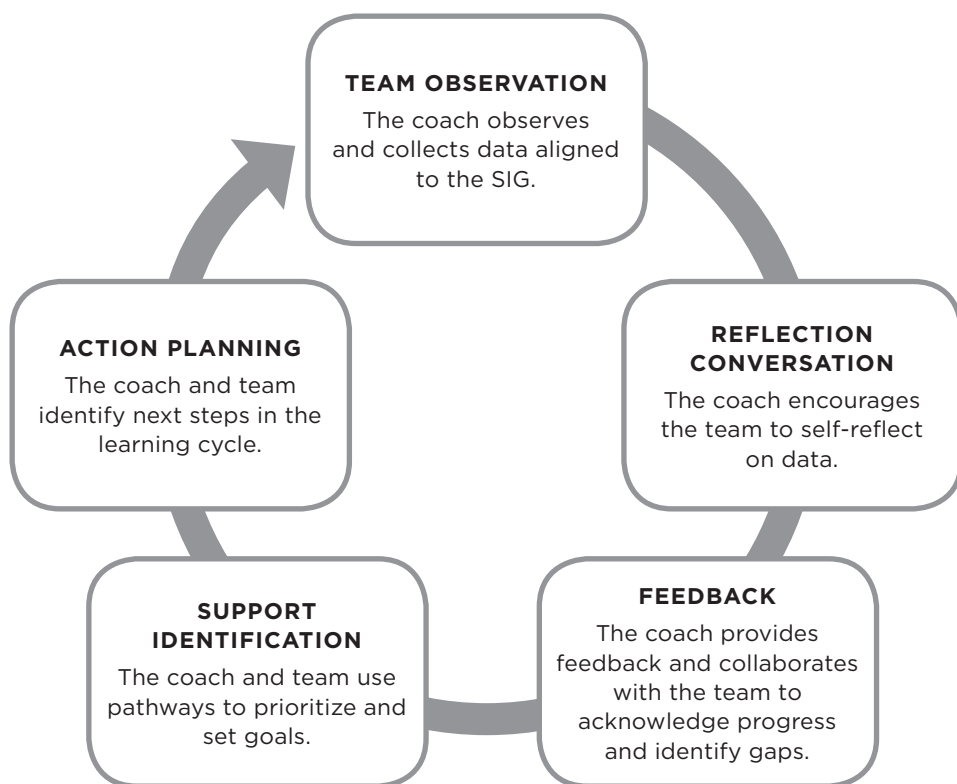 TEAM OBSERVATION
The coach observes
and collects data aligned
to the SIG.
REFLECTION
CONVERSATION
The coach encourages
the team to self-reflect
on data.
FEEDBACK
The coach provides
feedback and collaborates
with the team to
acknowledge progress
and identify gaps.
SUPPORT
IDENTIFICATION
The coach and team use
pathways to prioritize and
set goals.
ACTION PLANNING
The coach and team
identify next steps in the
learning cycle.